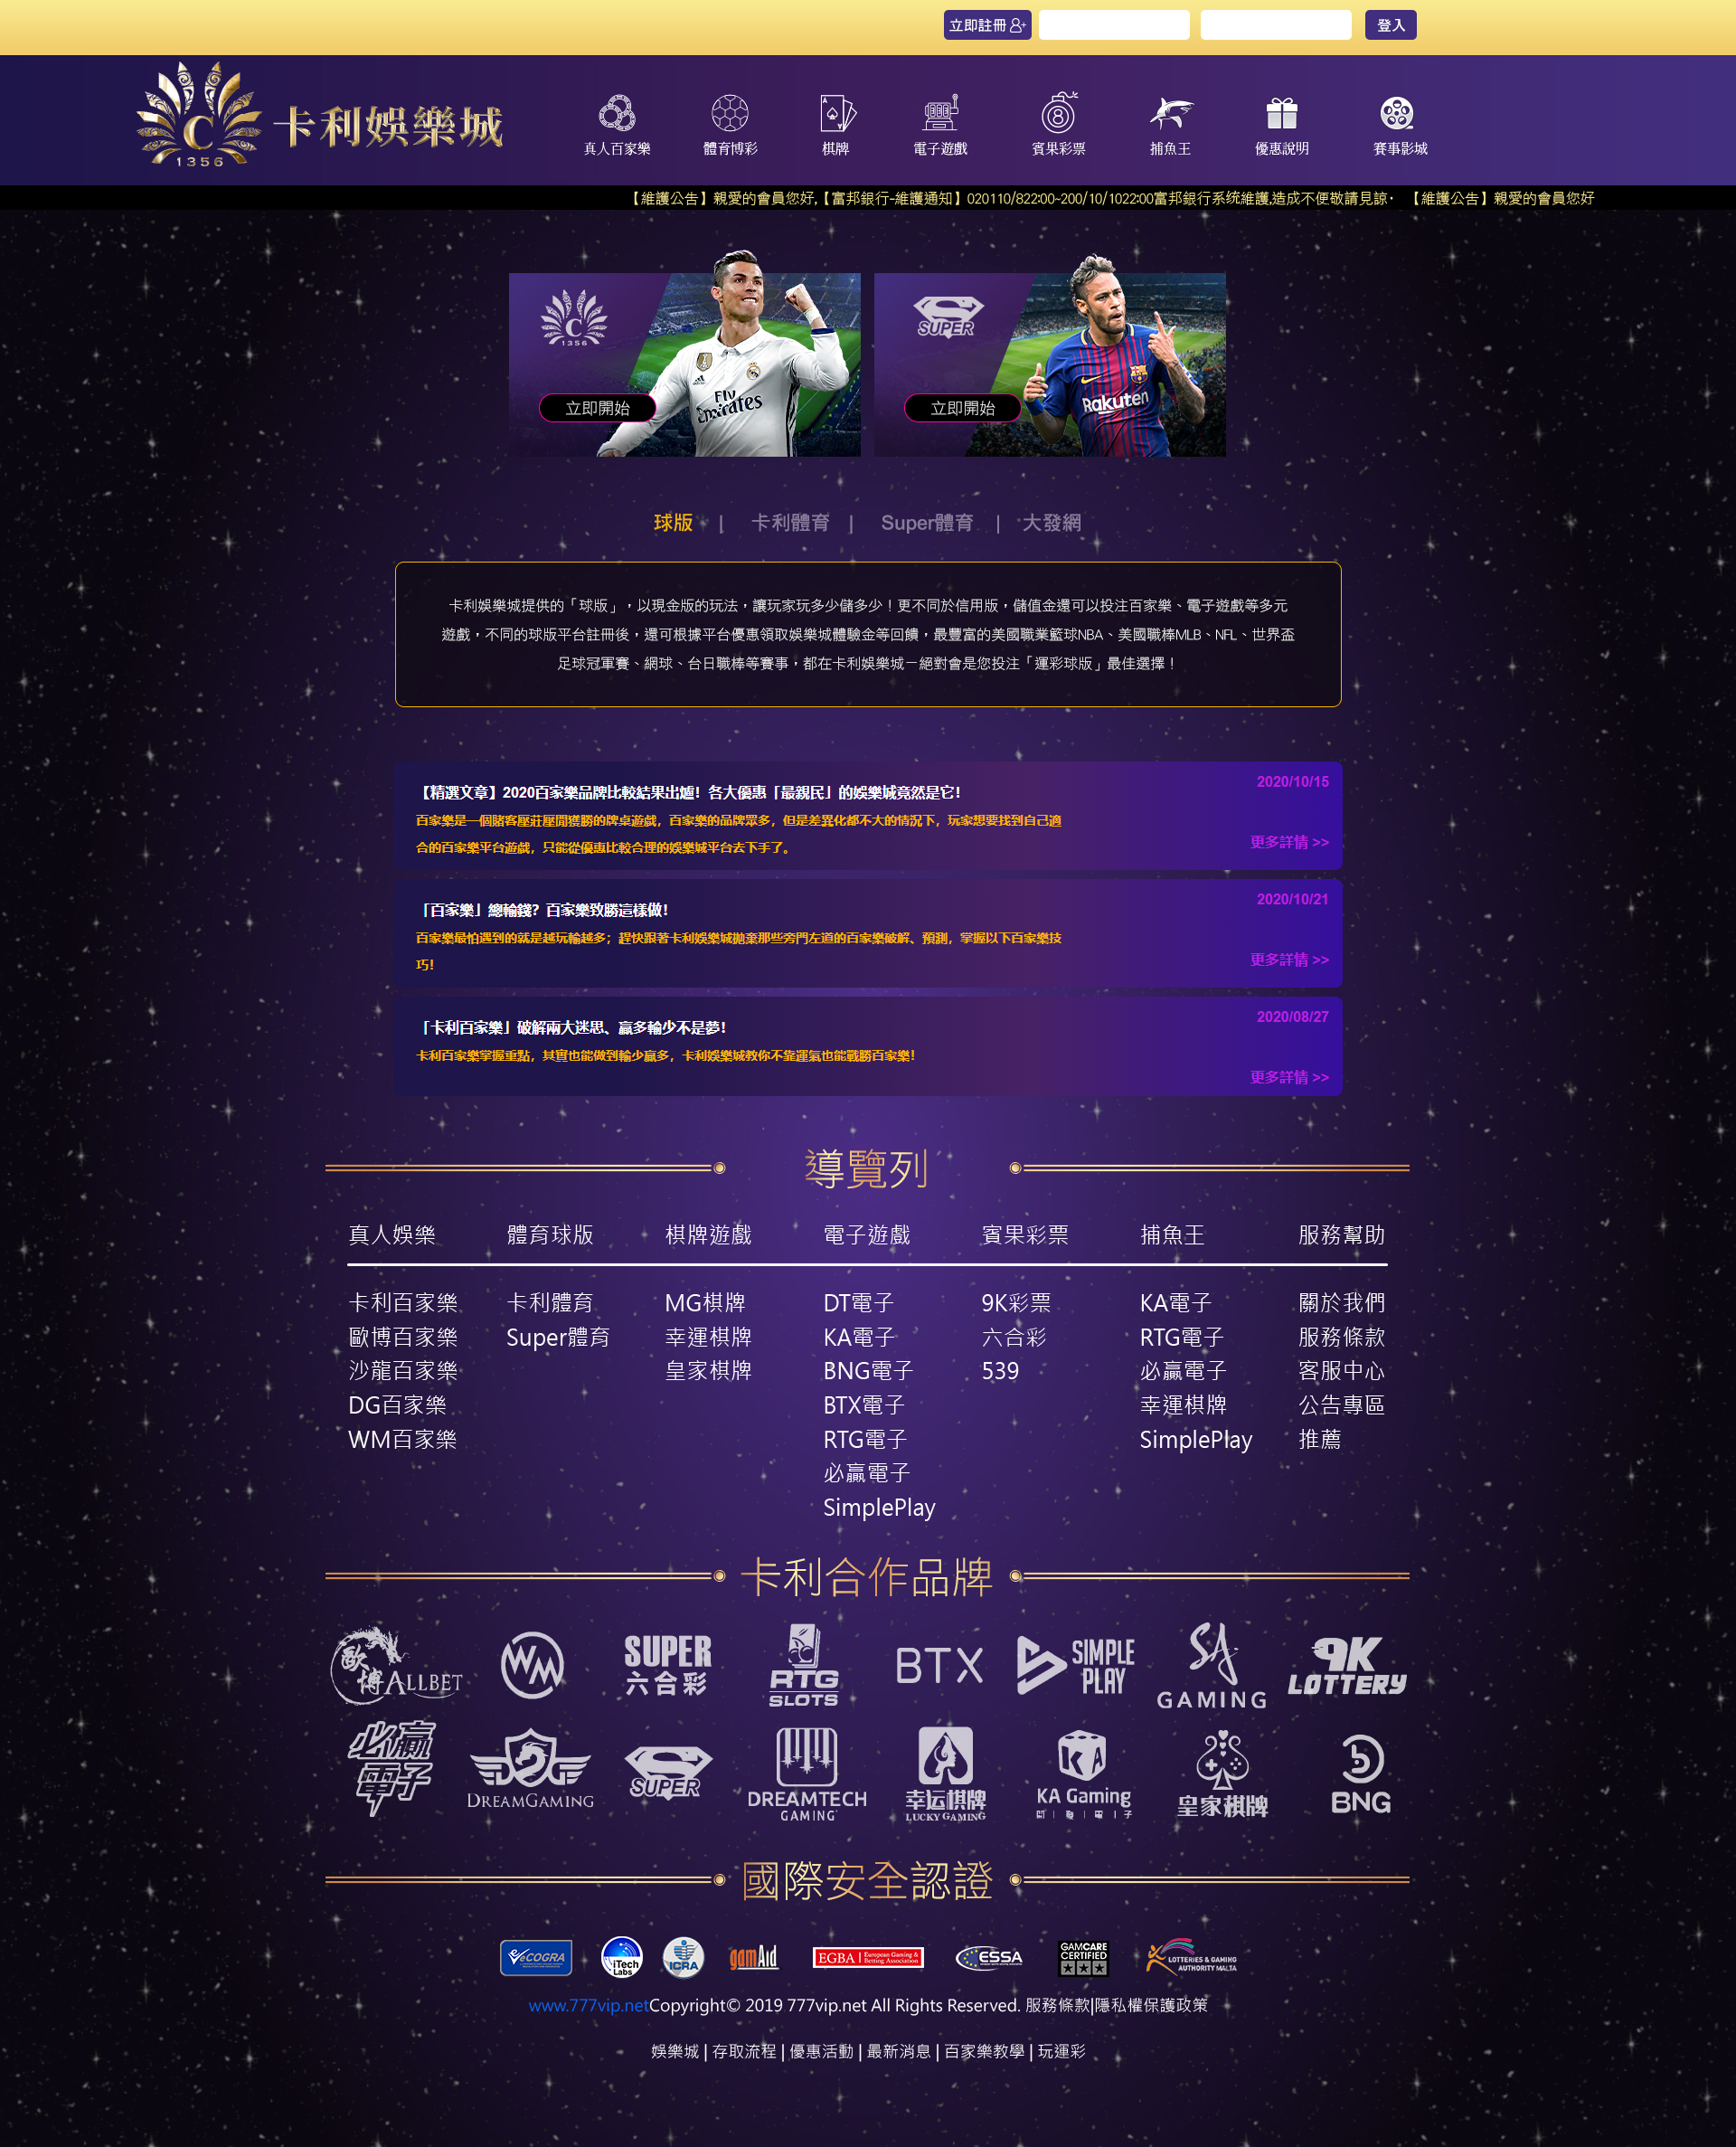 立即註冊
登入
C
1356
卡利娛樂城
真人百家樂
體育博彩
棋牌
電子遊戲
賓果彩票
捕魚王
優惠說明
賽事影城
【維護公告】親愛的會員您好,【富邦銀行-維護通知】020110/822:00~200/10/1022:00富邦銀行系統維護,造成不便敬請見諒· 【維護公告】親愛的會員您好
C
1356
立即開始
Fly Emirates
SUPER
立即開始
Rakuten
球版 | 卡利體育 | Super體育 | 大發網
卡利娛樂城提供的「球版」，以現金版的玩法，讓玩家玩多少儲多少！更不同於信用版，儲值金還可以投注百家樂、電子遊戲等多元
遊戲，不同的球版平台註冊後，還可根據平台優惠領取娛樂城體驗金等回饋，最豐富的美國職業籃球NBA、美國職棒MLB、NFL、世界盃
足球冠軍賽、網球、台日職棒等賽事，都在卡利娛樂城－絕對會是您投注「運彩球版」最佳選擇！
【精選文章】2020百家樂品牌比較結果出爐！各大優惠「最親民」的娛樂城竟然是它！
2020/10/15
百家樂是一個賭客壓莊壓閒獲勝的牌桌遊戲，百家樂的品牌眾多，但是差異化都不大的情況下，玩家想要找到自己適
合的百家樂平台遊戲，只能從優惠比較合理的娛樂城平台去下手了。
更多詳情 >>
「百家樂」總輸錢？百家樂致勝這樣做！
2020/10/21
百家樂最怕遇到的就是越玩輸越多；趕快跟著卡利娛樂城拋棄那些旁門左道的百家樂破解、預測，掌握以下百家樂技
巧！
更多詳情 >>
「卡利百家樂」破解兩大迷思、贏多輸少不是夢！
2020/08/27
卡利百家樂掌握重點，其實也能做到輸少贏多，卡利娛樂城教你不靠運氣也能戰勝百家樂！
更多詳情 >>
導覽列
真人娛樂 體育球版 棋牌遊戲 電子遊戲 賓果彩票 捕魚王 服務幫助
卡利百家樂 卡利體育 MG棋牌 DT電子 9K彩票 KA電子 關於我們
歐博百家樂 Super體育 幸運棋牌 KA電子 六合彩 RTG電子 服務條款
沙龍百家樂 皇家棋牌 BNG電子 539 必贏電子 客服中心
DG百家樂 BTX電子 幸運棋牌 公告專區
WM百家樂 RTG電子 SimplePlay 推薦
必贏電子
SimplePlay
卡利合作品牌
歐博 ALLBET
WM
SUPER
六合彩
RTG
SLOTS
BTX
SIMPLE
PLAY
SA
GAMING
9K
LOTTERY
必贏
電子
DREAMGAMING
SUPER
DREAMTECH
GAMING
幸运棋牌
LUCKY GAMING
KA
KA Gaming
皇家棋牌
BNG
國際安全認證
eCOGRA
iTech
Labs
ICRA
gamAid
EGBA European Gaming & Betting Association
ESSA
GAMCARE
CERTIFIED
LOTTERIES & GAMING
AUTHORITY MALTA
www.777vip.netCopyright© 2019 777vip.net All Rights Reserved. 服務條款|隱私權保護政策
娛樂城 | 存取流程 | 優惠活動 | 最新消息 | 百家樂教學 | 玩運彩